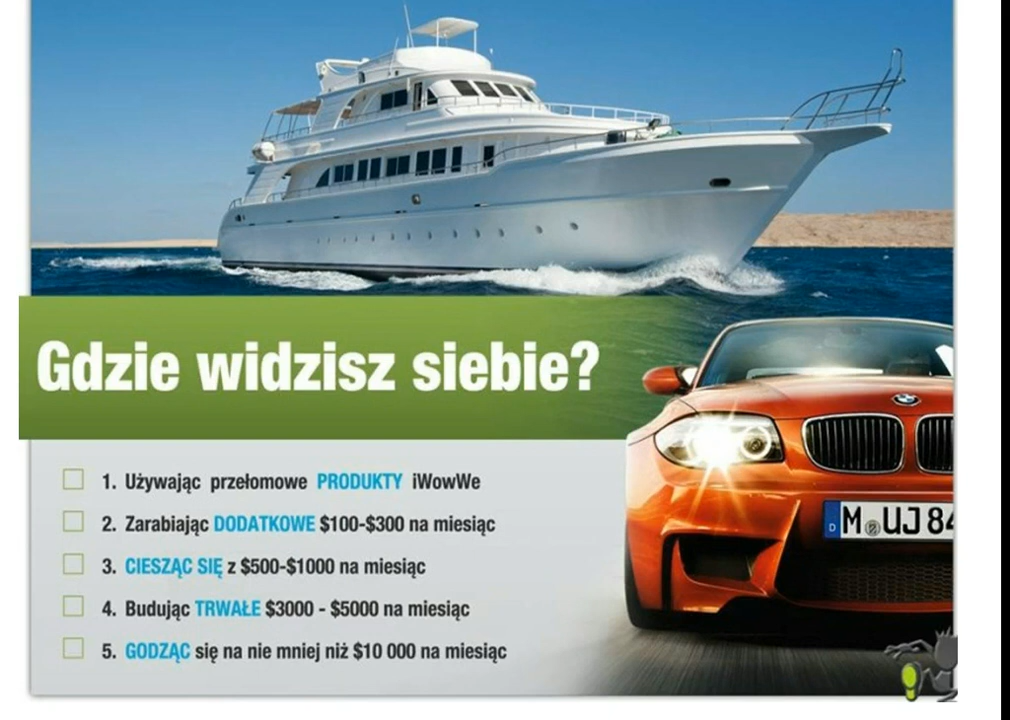 Gdzie widzisz siebie?
1. Używając przełomowe PRODUKTY iWowWe
2. Zarabiając DODATKOWE $100-$300 na miesiąc
3. CIESZĄC SIĘ z $500-$1000 na miesiąc
4. Budując TRWAŁE $3000 - $5000 na miesiąc
5. GODZĄC się na nie mniej niż $10 000 na miesiąc
D M UJ 84